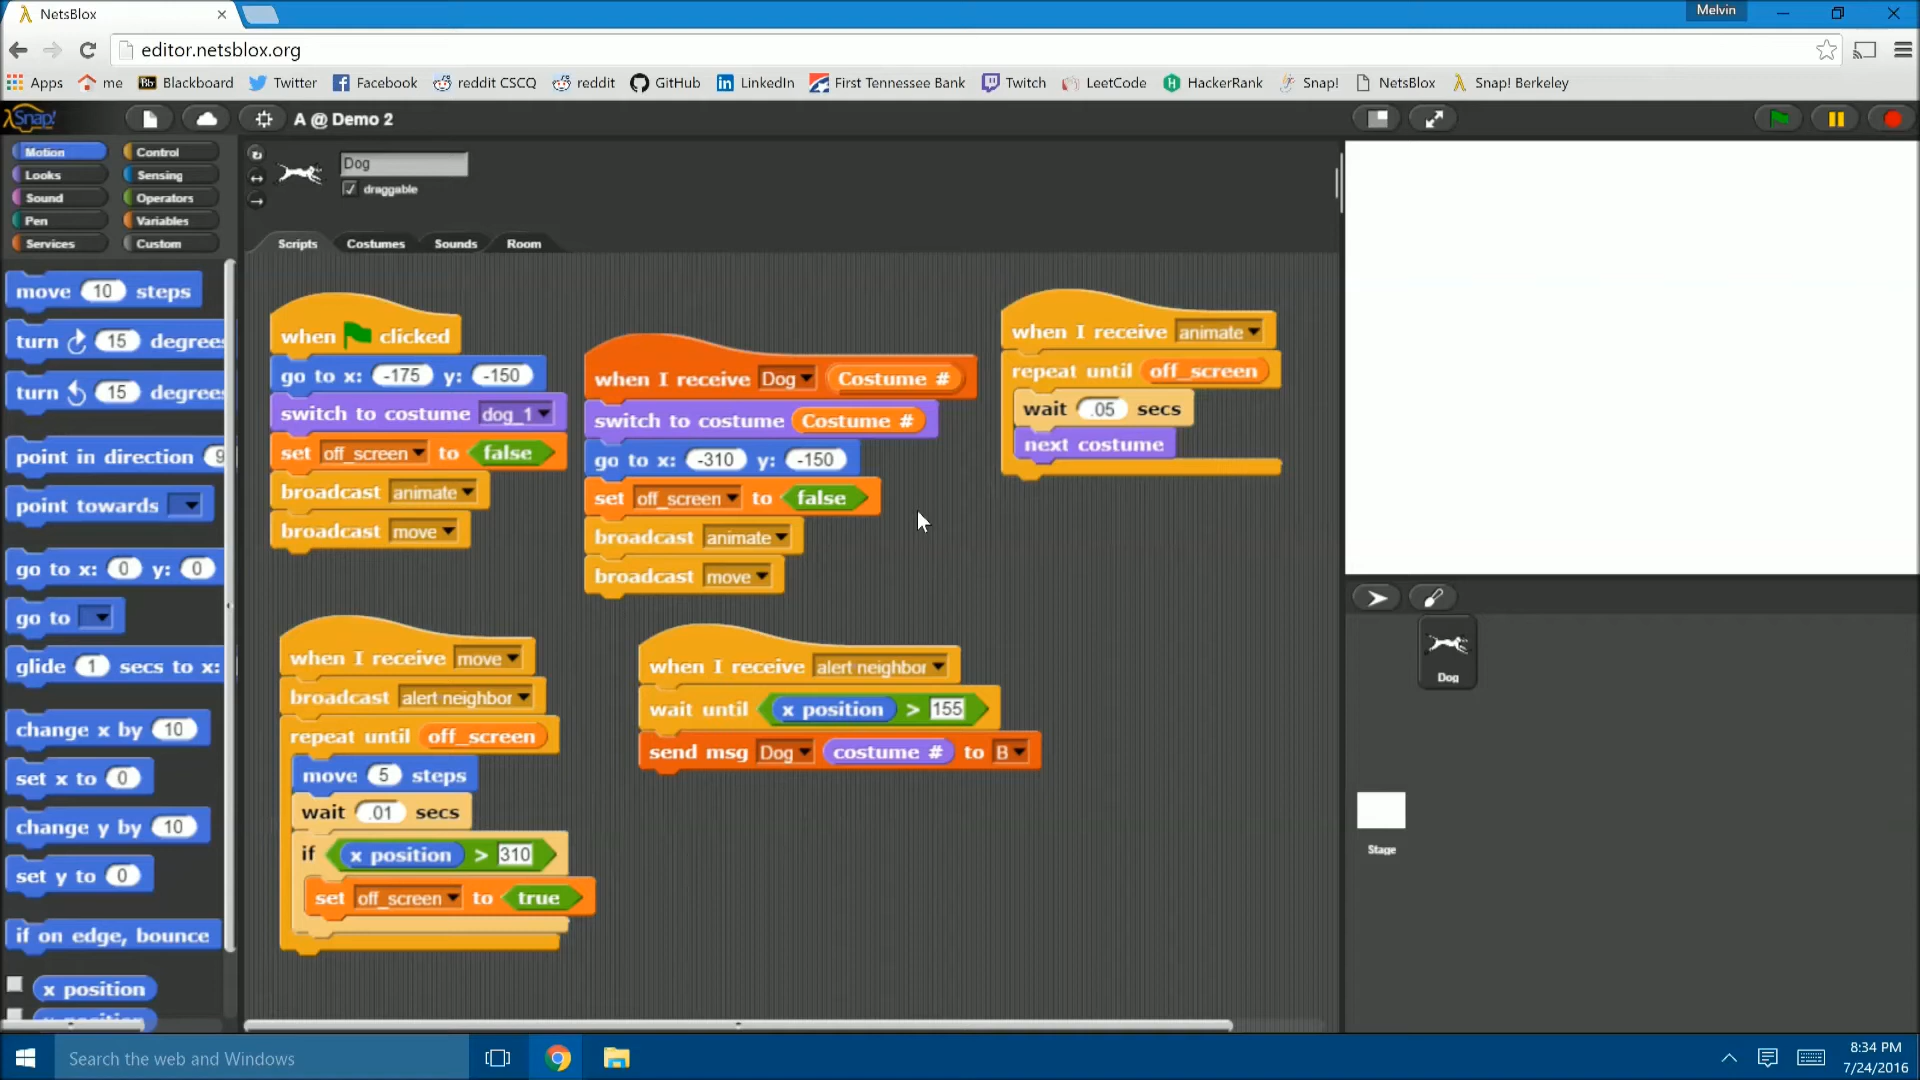 NetsBlox
Melvin
editor.netsblox.org
Apps me Bb Blackboard Twitter Facebook reddit CSCQ reddit GitHub LinkedIn First Tennessee Bank Twitch LeetCode HackerRank Snap! NetsBlox Snap! Berkeley
Snap!
A @ Demo 2
Motion Control
Looks Sensing
Sound Operators
Pen Variables
Services Custom
Dog
draggable
Scripts Costumes Sounds Room
move 10 steps
turn 15 degrees
turn 15 degrees
point in direction 9
point towards
go to x: 0 y: 0
go to
glide 1 secs to x:
change x by 10
set x to 0
change y by 10
set y to 0
if on edge, bounce
x position
when clicked
go to x: -175 y: -150
switch to costume dog_1
set off_screen to false
broadcast animate
broadcast move
when I receive Dog Costume #
switch to costume Costume #
go to x: -310 y: -150
set off_screen to false
broadcast animate
broadcast move
when I receive animate
repeat until off_screen
wait .05 secs
next costume
when I receive move
broadcast alert neighbor
repeat until off_screen
move 5 steps
wait .01 secs
if x position > 310
set off_screen to true
when I receive alert neighbor
wait until x position > 155
send msg Dog costume # to B
Dog
Stage
Search the web and Windows
8:34 PM
7/24/2016